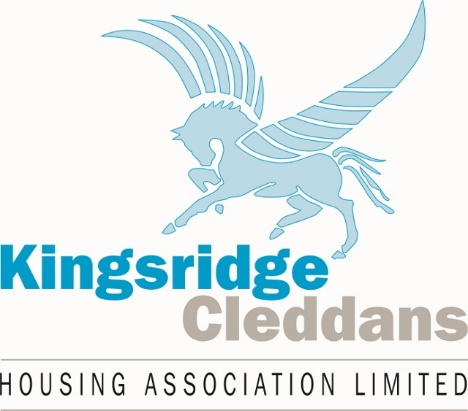 Kingsridge
Cleddans
HOUSING ASSOCIATION LIMITED